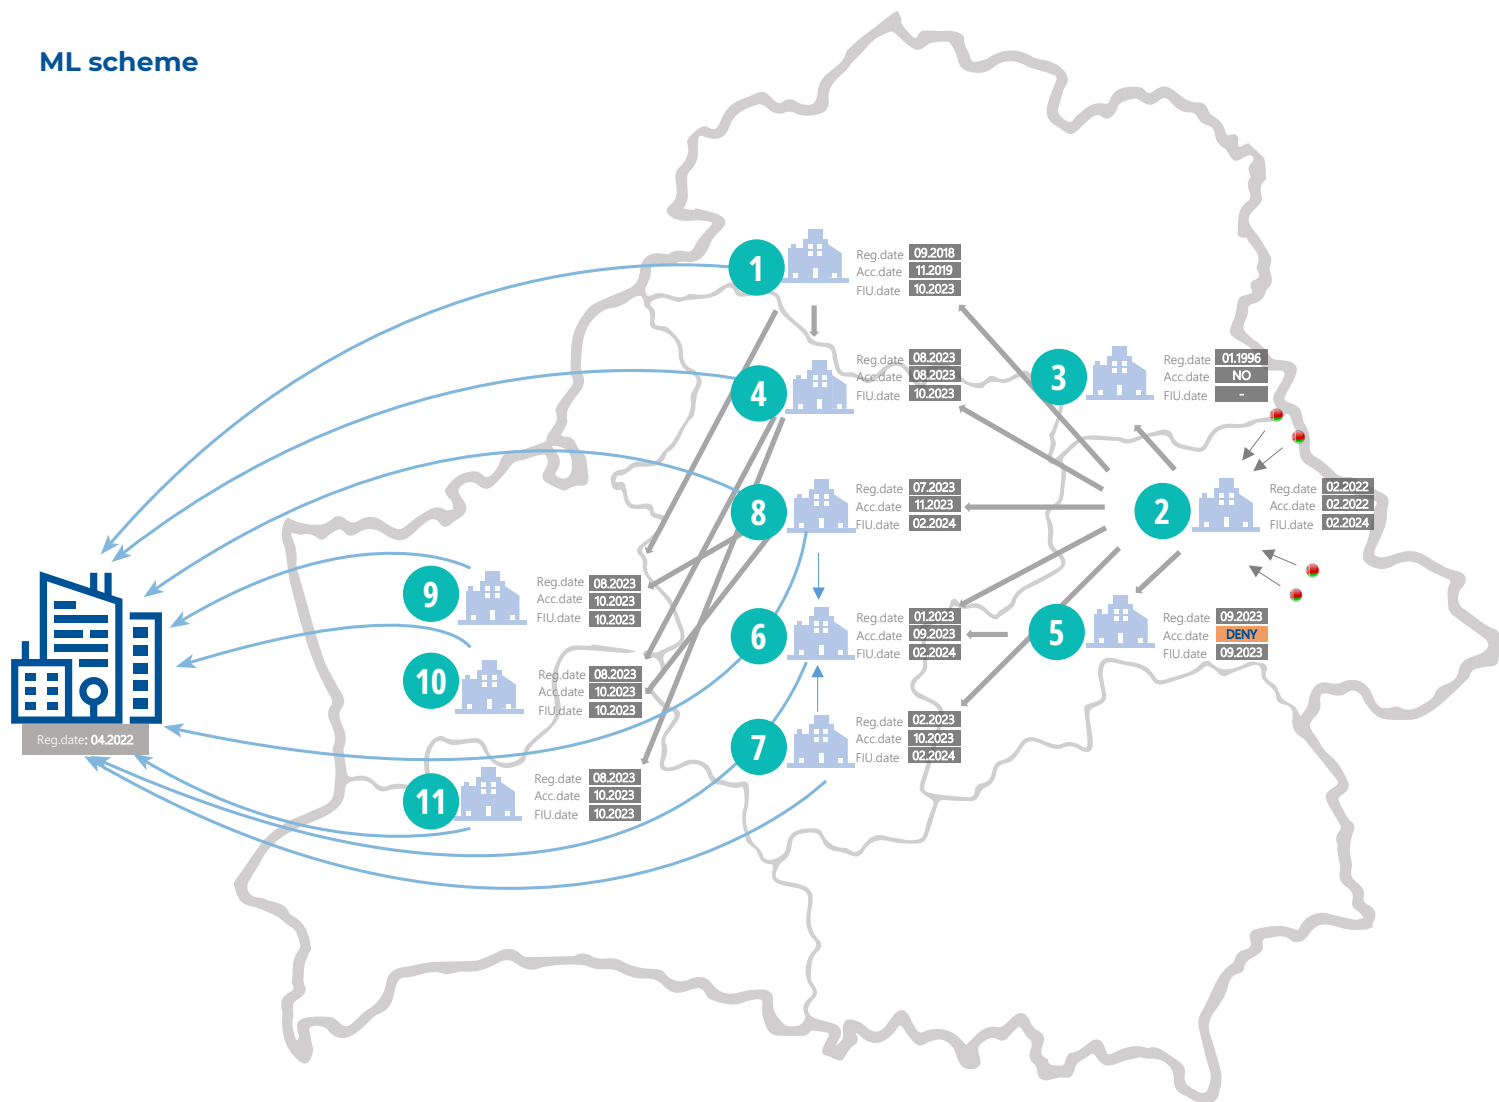 ML scheme
1
Reg.date 09.2018
Acc.date 11.2019
FIU.date 10.2023
4
Reg.date 08.2023
Acc.date 08.2023
FIU.date 10.2023
3
Reg.date 01.1996
Acc.date NO
FIU.date -
8
Reg.date 07.2023
Acc.date 11.2023
FIU.date 02.2024
2
Reg.date 02.2022
Acc.date 02.2022
FIU.date 02.2024
9
Reg.date 08.2023
Acc.date 10.2023
FIU.date 10.2023
6
Reg.date 01.2023
Acc.date 09.2023
FIU.date 02.2024
5
Reg.date 09.2023
Acc.date DENY
FIU.date 09.2023
10
Reg.date 08.2023
Acc.date 10.2023
FIU.date 10.2023
Reg.date: 04.2022
7
Reg.date 02.2023
Acc.date 10.2023
FIU.date 02.2024
11
Reg.date 08.2023
Acc.date 10.2023
FIU.date 10.2023